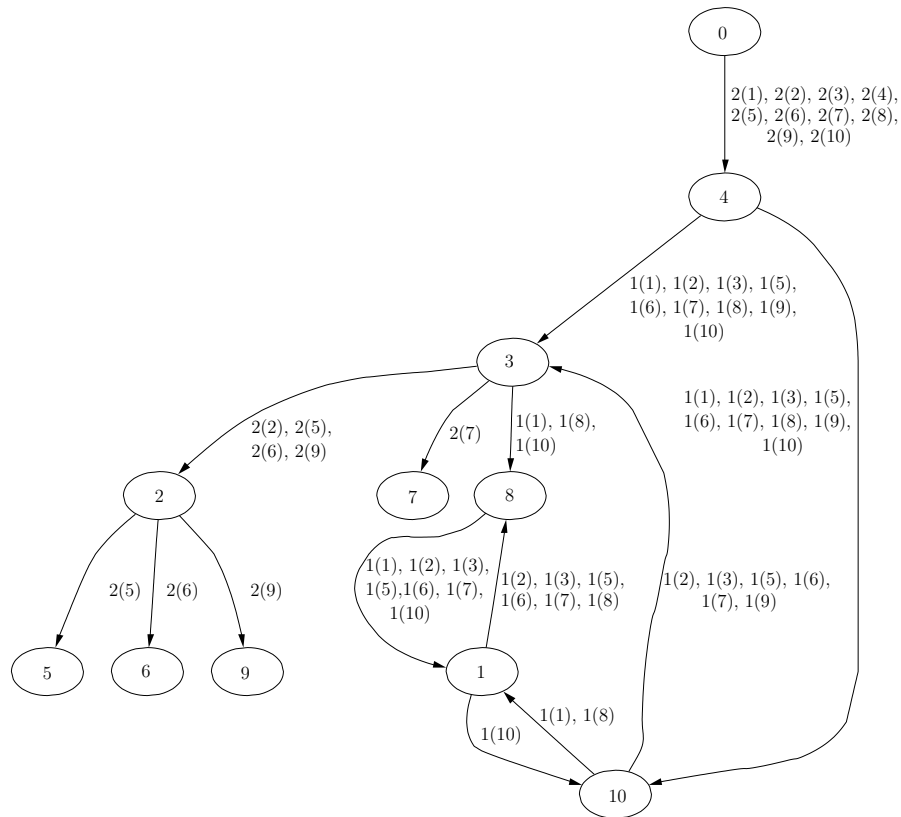 0
2(1), 2(2), 2(3), 2(4),
2(5), 2(6), 2(7), 2(8),
2(9), 2(10)
4
1(1), 1(2), 1(3), 1(5),
1(6), 1(7), 1(8), 1(9),
1(10)
3
1(1), 1(2), 1(3), 1(5),
1(6), 1(7), 1(8), 1(9),
1(10)
2(2), 2(5),
2(6), 2(9)
2(7)
1(1), 1(8),
1(10)
2
7
8
2(5)
2(6)
2(9)
1(1), 1(2), 1(3),
1(5),1(6), 1(7),
1(10)
1(2), 1(3), 1(5),
1(6), 1(7), 1(8)
1(2), 1(3), 1(5), 1(6),
1(7), 1(9)
5
6
9
1
1(10)
1(1), 1(8)
10